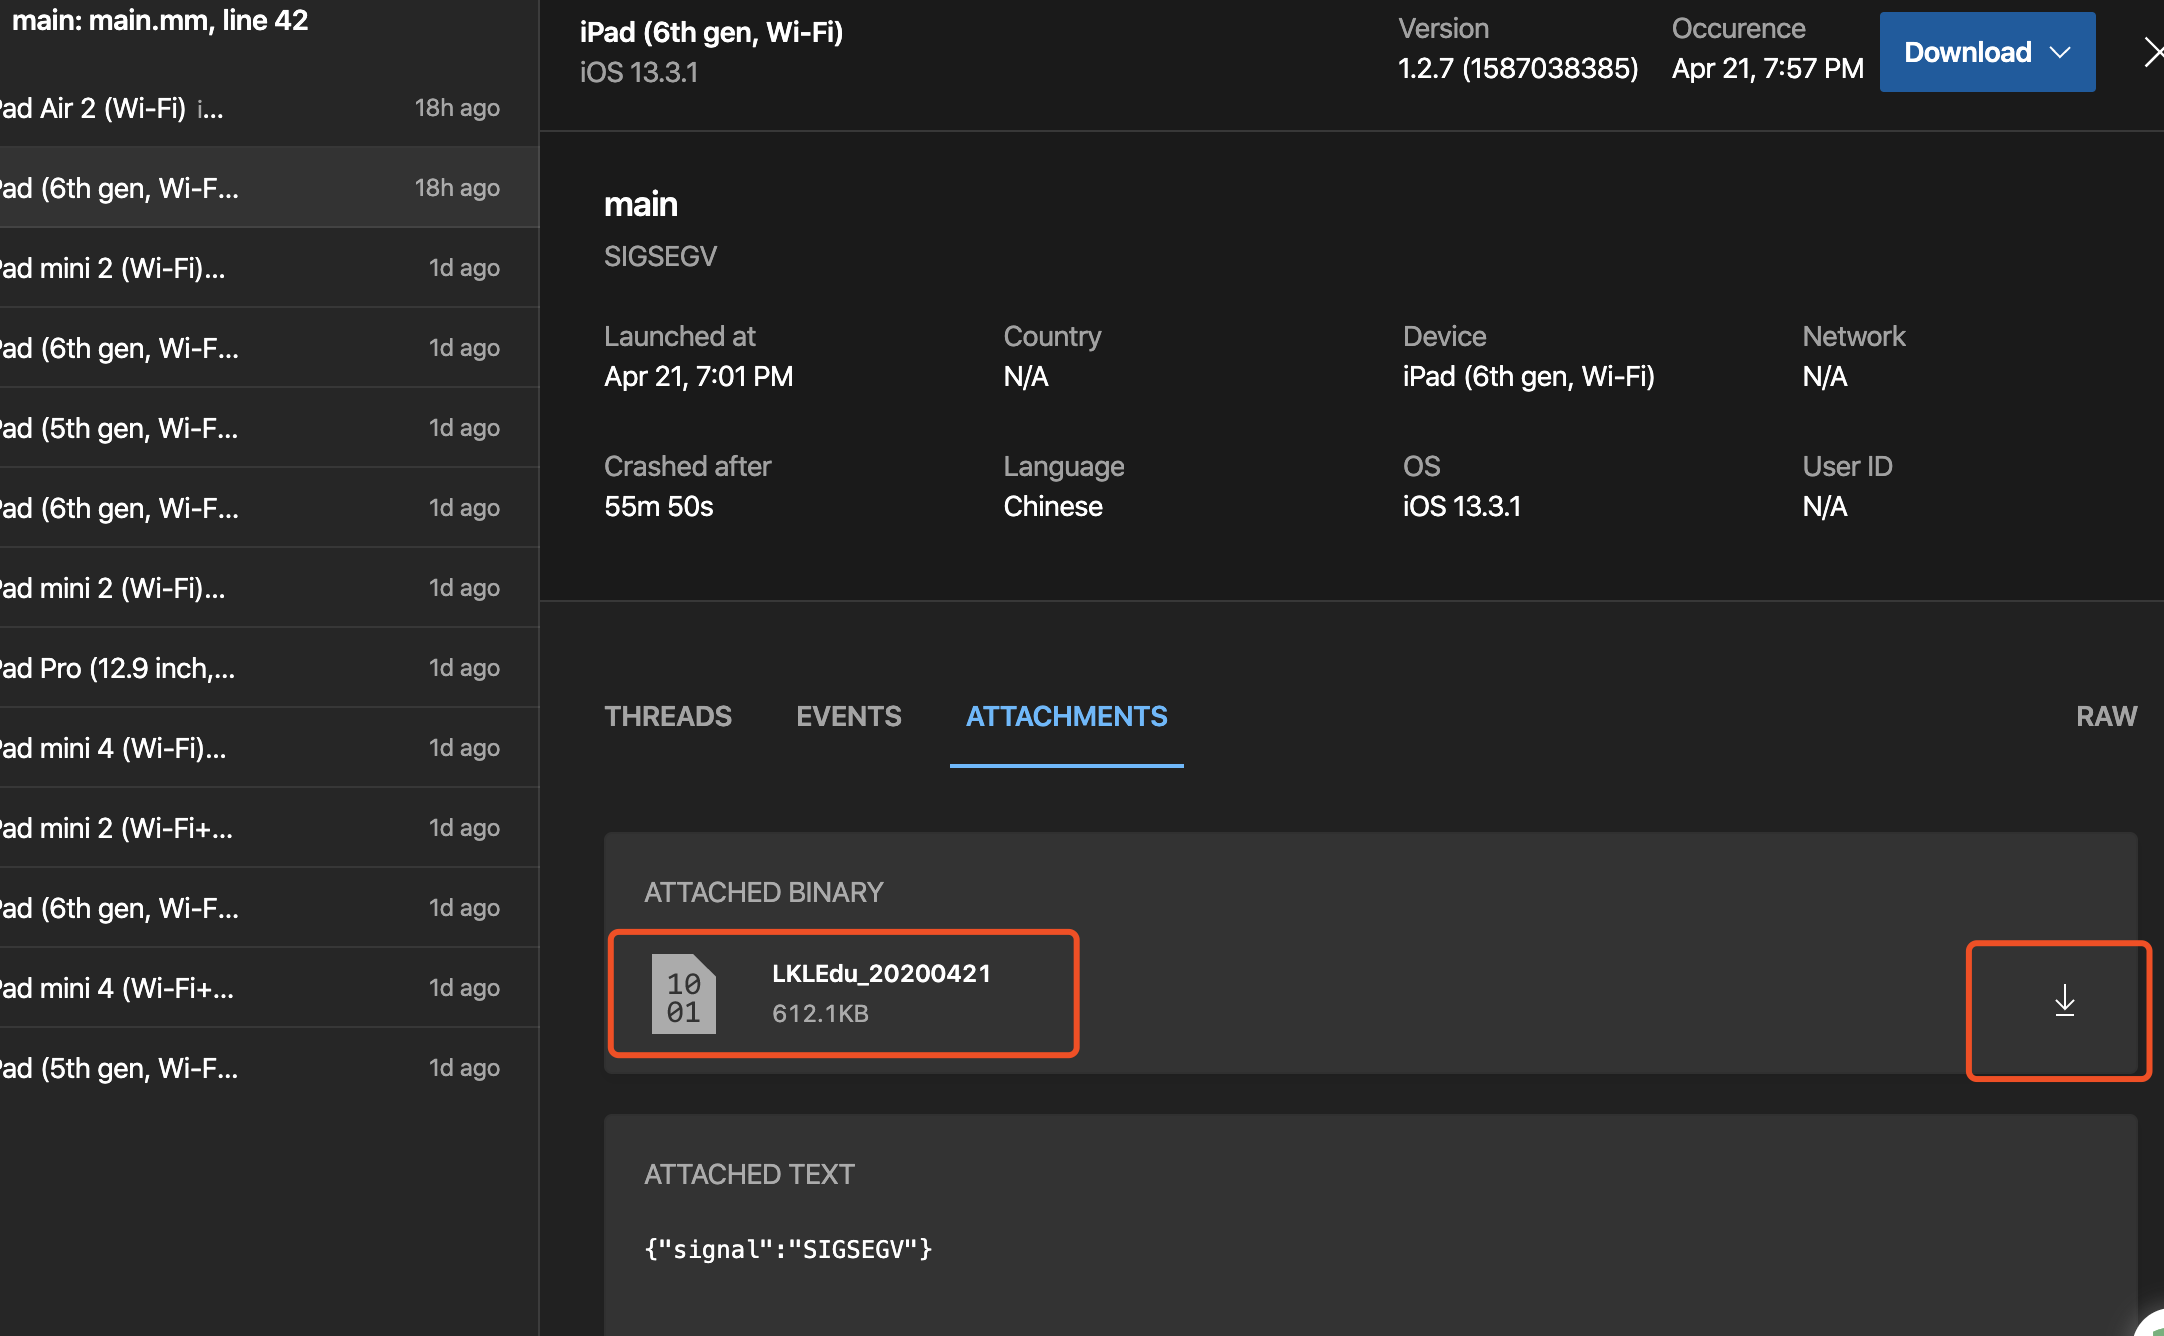 main: main.mm, line 42
Pad Air 2 (Wi-Fi) i... 18h ago
Pad (6th gen, Wi-F... 18h ago
Pad mini 2 (Wi-Fi)... 1d ago
Pad (6th gen, Wi-F... 1d ago
Pad (5th gen, Wi-F... 1d ago
Pad (6th gen, Wi-F... 1d ago
Pad mini 2 (Wi-Fi)... 1d ago
Pad Pro (12.9 inch,... 1d ago
Pad mini 4 (Wi-Fi)... 1d ago
Pad mini 2 (Wi-Fi+... 1d ago
Pad (6th gen, Wi-F... 1d ago
Pad mini 4 (Wi-Fi+... 1d ago
Pad (5th gen, Wi-F... 1d ago
iPad (6th gen, Wi-Fi)
iOS 13.3.1
Version
1.2.7 (1587038385)
Occurence
Apr 21, 7:57 PM
Download
main
SIGSEGV
Launched at
Apr 21, 7:01 PM
Country
N/A
Device
iPad (6th gen, Wi-Fi)
Network
N/A
Crashed after
55m 50s
Language
Chinese
OS
iOS 13.3.1
User ID
N/A
THREADS EVENTS ATTACHMENTS RAW
ATTACHED BINARY
10
01
LKLEdu_20200421
612.1KB
ATTACHED TEXT
{"signal":"SIGSEGV"}